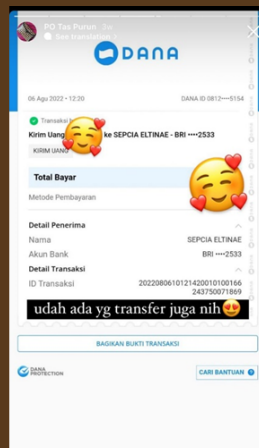 PO Tas Purun 2w
See translation
DANA
06 Agu 2022 • 12:20
DANA ID 0812••••5154
Transaksi
Kirim Uang ke SEPCIA ELTINAE - BRI ••••2533
KIRIM UANG
Total Bayar
Metode Pembayaran
Detail Penerima
Nama SEPCIA ELTINAE
Akun Bank BRI ••••2533
Detail Transaksi
ID Transaksi 2022080610121420010100166
243750071869
udah ada yg transfer juga nih😍
BAGIKAN BUKTI TRANSAKSI
DANA PROTECTION
CARI BANTUAN